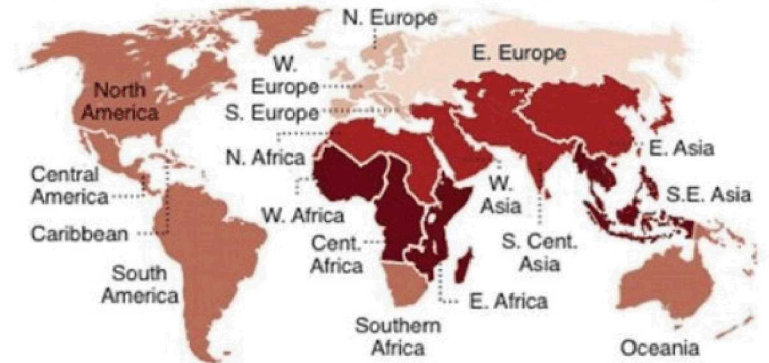 N. Europe
W.
Europe
E. Europe
North
America
S. Europe
N. Africa
E. Asia
Central
America
W.
Asia
S.E. Asia
W. Africa
Caribbean
Cent.
Africa
S. Cent.
Asia
South
America
E. Africa
Southern
Africa
Oceania